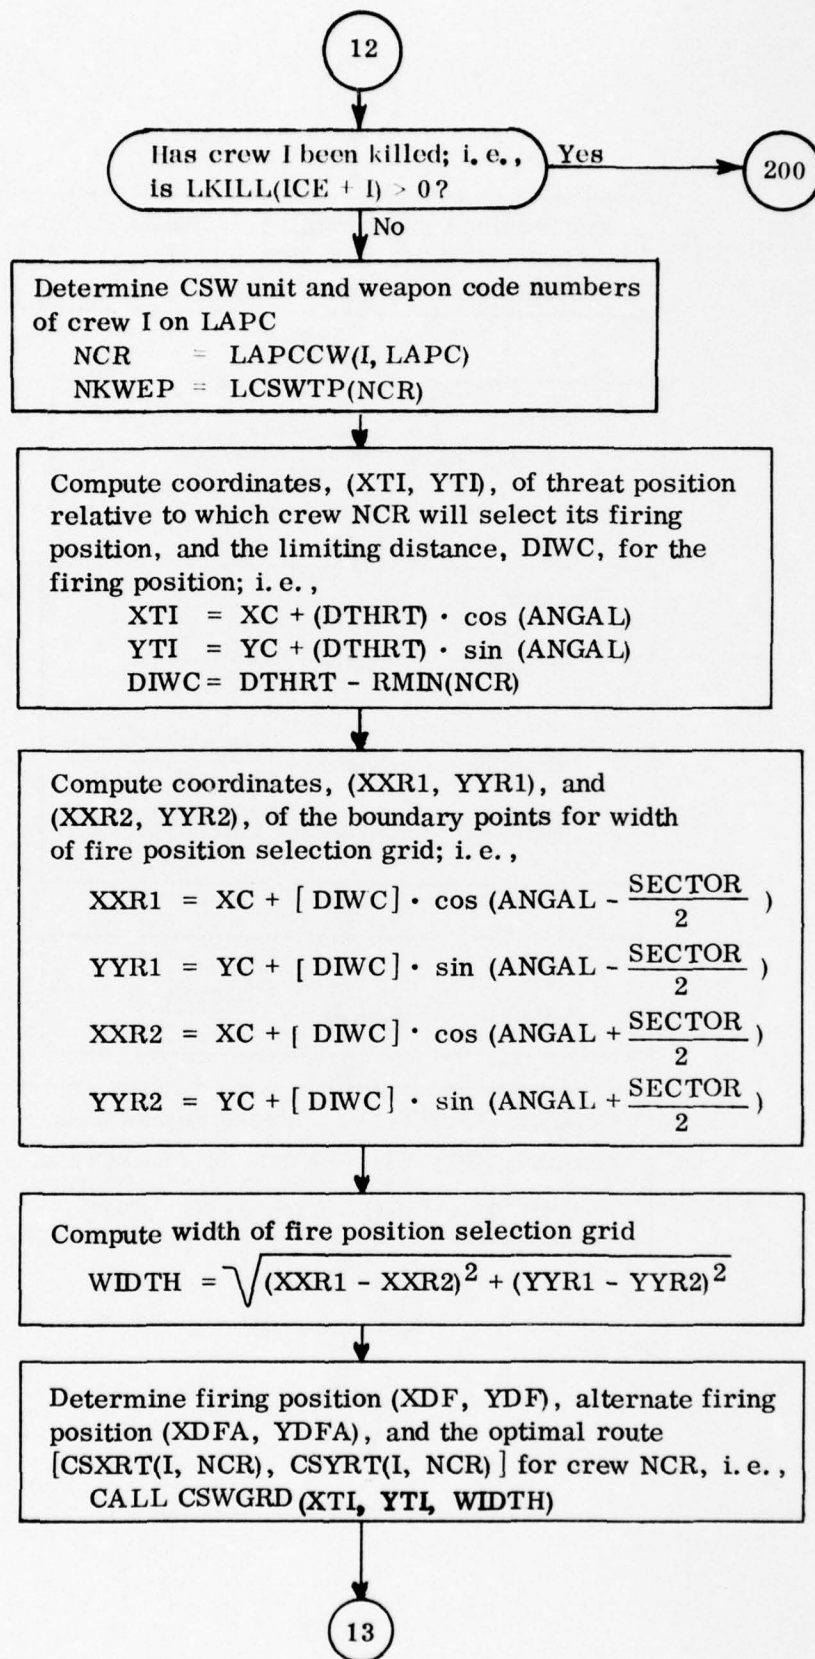 12
Has crew I been killed; i. e., Yes
is LKILL(ICE + I) > 0?
200
No
Determine CSW unit and weapon code numbers
of crew I on LAPC
NCR = LAPCCW(I, LAPC)
NKWEP = LCSWTP(NCR)
Compute coordinates, (XTI, YTI), of threat position
relative to which crew NCR will select its firing
position, and the limiting distance, DIWC, for the
firing position; i. e.,
XTI = XC + (DTHRT) · cos (ANGAL)
YTI = YC + (DTHRT) · sin (ANGAL)
DIWC = DTHRT - RMIN(NCR)
Compute coordinates, (XXR1, YYR1), and
(XXR2, YYR2), of the boundary points for width
of fire position selection grid; i. e.,
XXR1 = XC + [ DIWC] · cos (ANGAL - SECTOR/2 )
YYR1 = YC + [ DIWC] · sin (ANGAL - SECTOR/2 )
XXR2 = XC + [ DIWC] · cos (ANGAL + SECTOR/2 )
YYR2 = YC + [ DIWC] · sin (ANGAL + SECTOR/2 )
Compute width of fire position selection grid
WIDTH = √(XXR1 - XXR2)² + (YYR1 - YYR2)²
Determine firing position (XDF, YDF), alternate firing
position (XDFA, YDFA), and the optimal route
[CSXRT(I, NCR), CSYRT(I, NCR) ] for crew NCR, i. e.,
CALL CSWGRD (XTI, YTI, WIDTH)
13